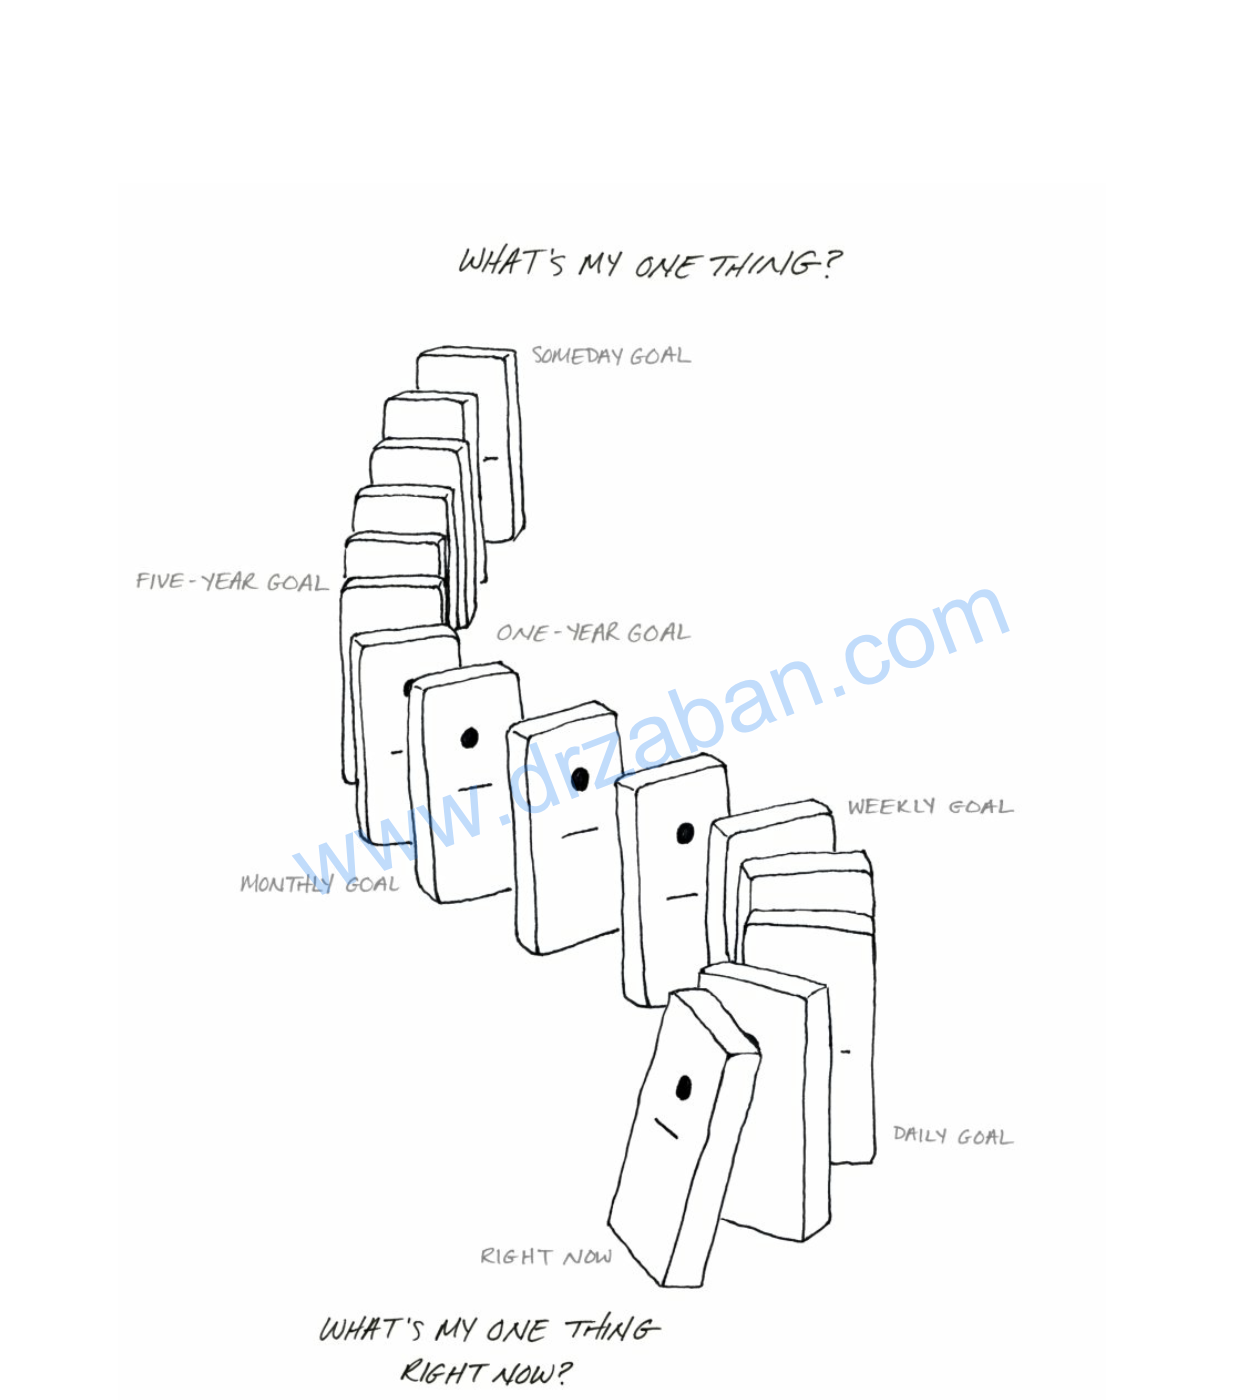 WHAT'S MY ONE THING?
SOMEDAY GOAL
FIVE-YEAR GOAL
ONE-YEAR GOAL
www.drzaban.com
WEEKLY GOAL
MONTHLY GOAL
DAILY GOAL
RIGHT NOW
WHAT'S MY ONE THING
RIGHT NOW?